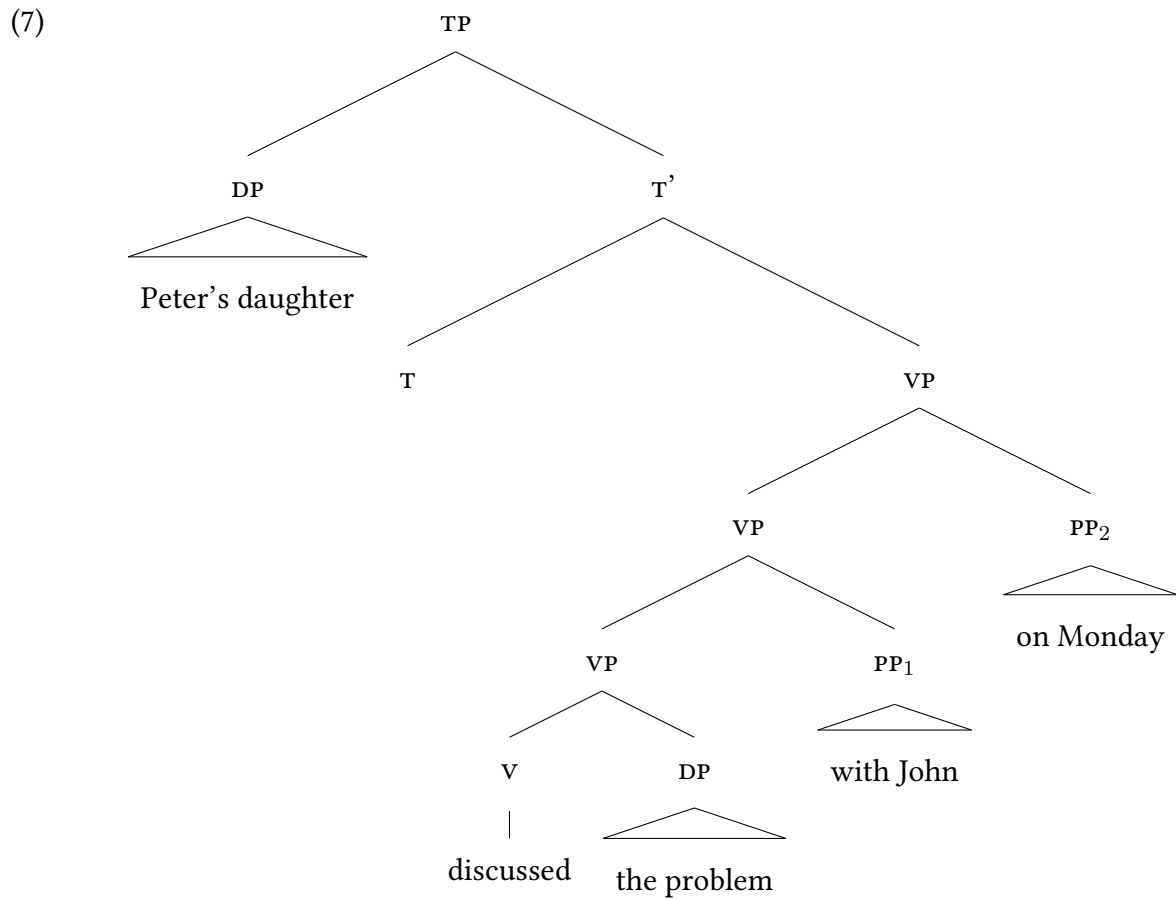 (7)
TP
DP T’
Peter’s daughter
T VP
VP PP₂
on Monday
VP PP₁
V DP with John
discussed the problem